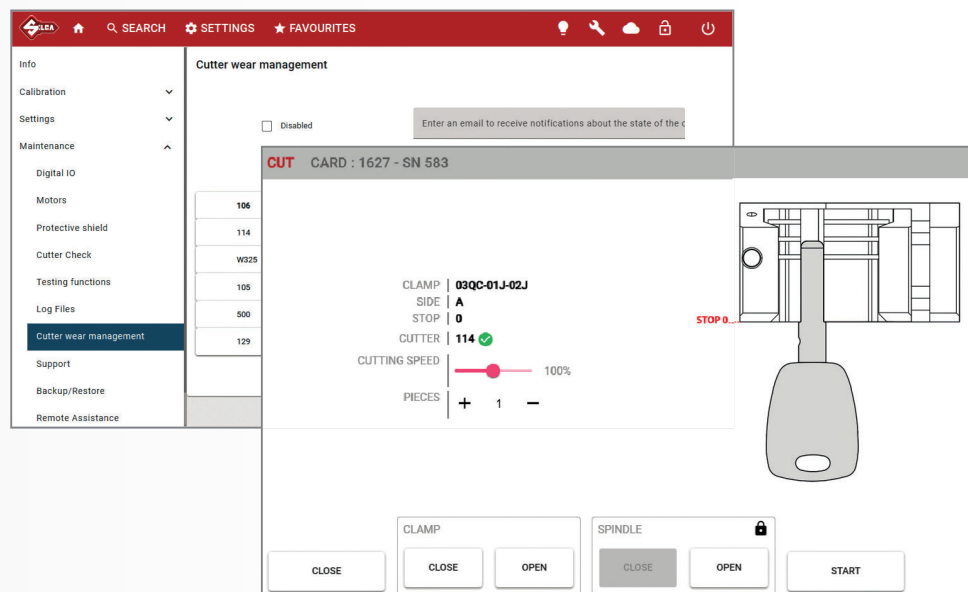 SILCA SEARCH SETTINGS FAVOURITES
Info
Calibration
Settings
Maintenance
Digital IO
Motors
Protective shield
Cutter Check
Testing functions
Log Files
Cutter wear management
Support
Backup/Restore
Remote Assistance
Cutter wear management
Disabled
Enter an email to receive notifications about the state of the c
106
114
W325
105
500
129
CUT CARD : 1627 - SN 583
CLAMP 03QC-01J-02J
SIDE A
STOP 0
CUTTER 114
CUTTING SPEED 100%
PIECES + 1 −
STOP 0...
CLAMP
CLOSE OPEN
SPINDLE
CLOSE OPEN
CLOSE
START